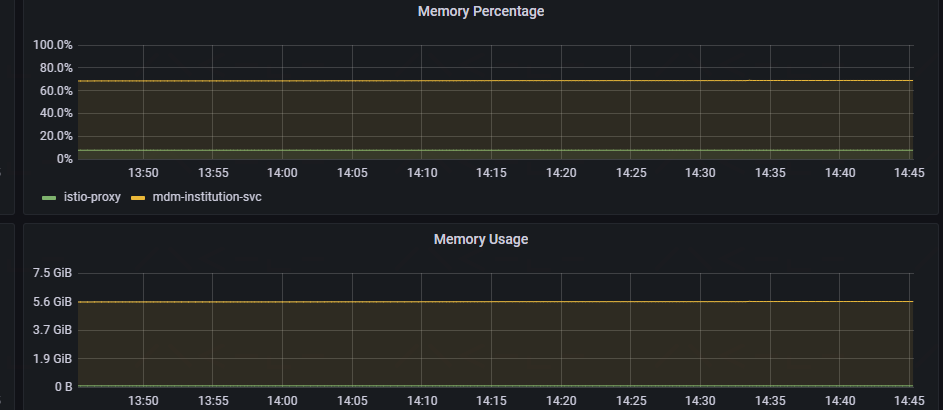 Memory Percentage
100.0%
80.0%
60.0%
40.0%
20.0%
0%
13:50 13:55 14:00 14:05 14:10 14:15 14:20 14:25 14:30 14:35 14:40 14:45
istio-proxy mdm-institution-svc
Memory Usage
7.5 GiB
5.6 GiB
3.7 GiB
1.9 GiB
0 B
13:50 13:55 14:00 14:05 14:10 14:15 14:20 14:25 14:30 14:35 14:40 14:45